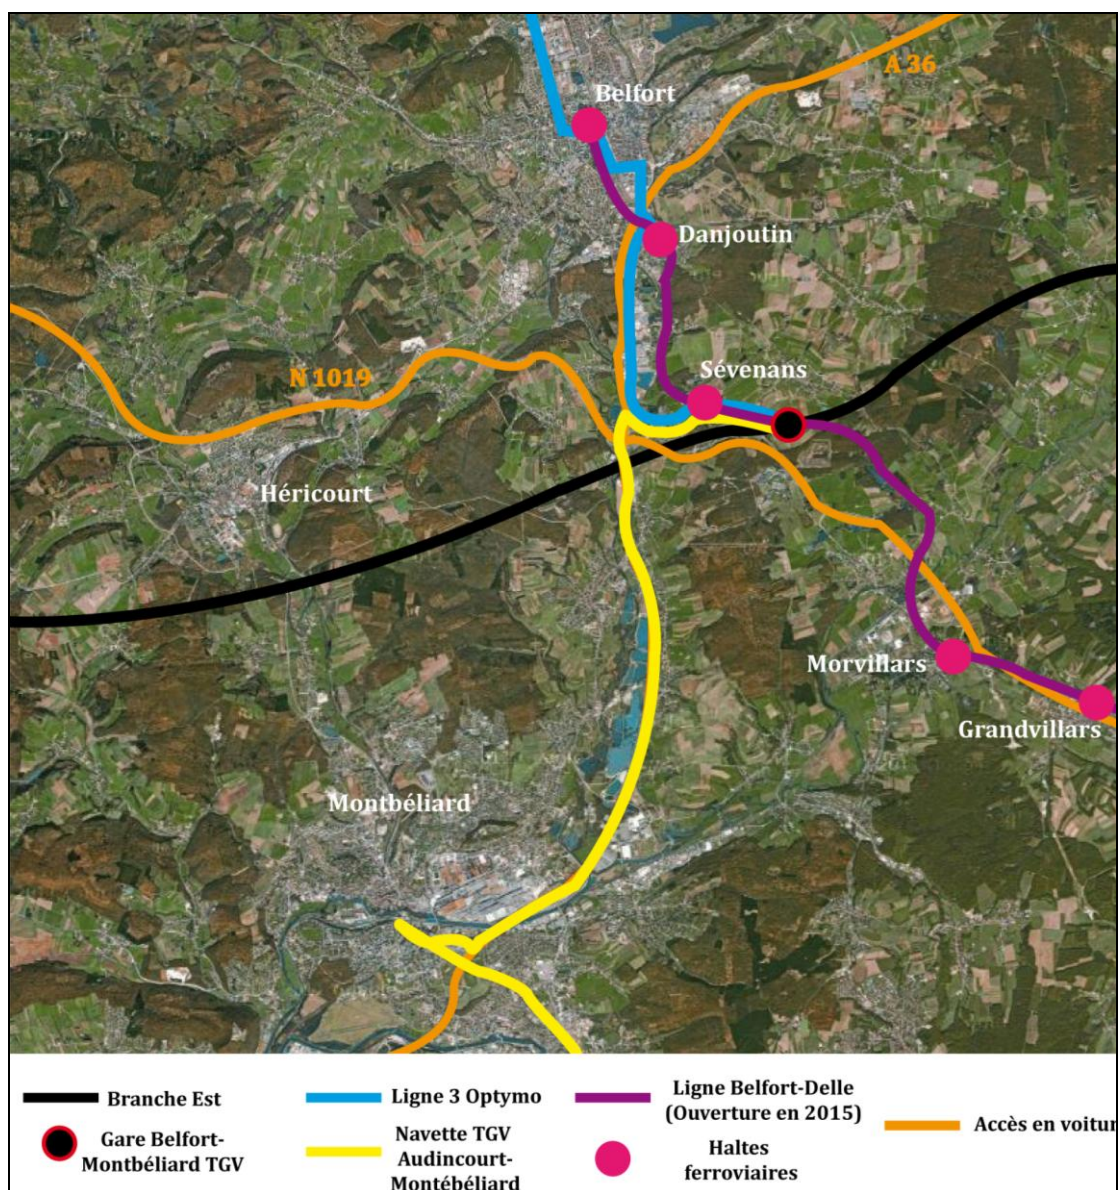 A 36
Belfort
Danjoutin
Sévenans
N 1019
Héricourt
Morvillars
Grandvillars
Montbéliard
Branche Est
Gare Belfort-
Montbéliard TGV
Ligne 3 Optymo
Navette TGV
Audincourt-
Montébéliard
Ligne Belfort-Delle
(Ouverture en 2015)
Haltes
ferroviaires
Accès en voitur